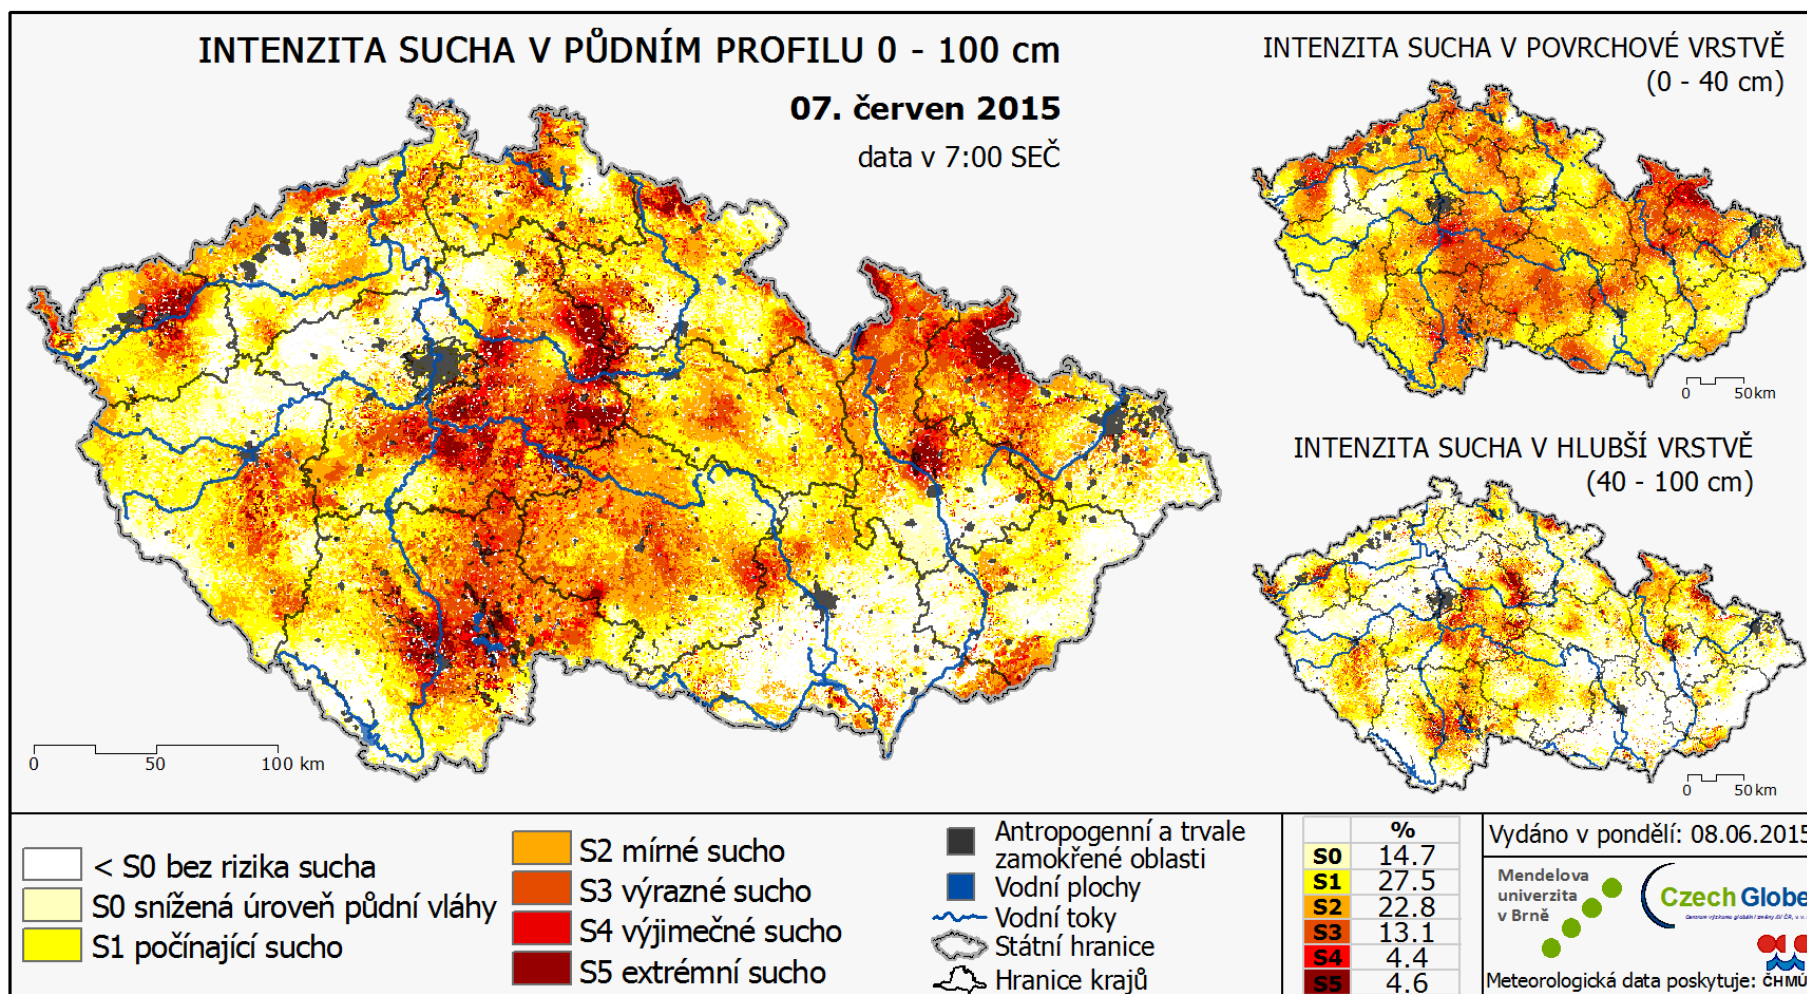 INTENZITA SUCHA V PŮDNÍM PROFILU 0 - 100 cm
07. červen 2015
data v 7:00 SEČ
INTENZITA SUCHA V POVRCHOVÉ VRSTVĚ
(0 - 40 cm)
0 50km
INTENZITA SUCHA V HLUBŠÍ VRSTVĚ
(40 - 100 cm)
0 50km
0 50 100 km
< S0 bez rizika sucha
S0 snížená úroveň půdní vláhy
S1 počínající sucho
S2 mírné sucho
S3 výrazné sucho
S4 výjimečné sucho
S5 extrémní sucho
Antropogenní a trvale
zamokřené oblasti
Vodní plochy
Vodní toky
Státní hranice
Hranice krajů
%
S0 14.7
S1 27.5
S2 22.8
S3 13.1
S4 4.4
S5 4.6
Vydáno v pondělí: 08.06.2015
Mendelova
univerzita
v Brně
Czech Globe
Meteorologická data poskytuje: ČHMÚ